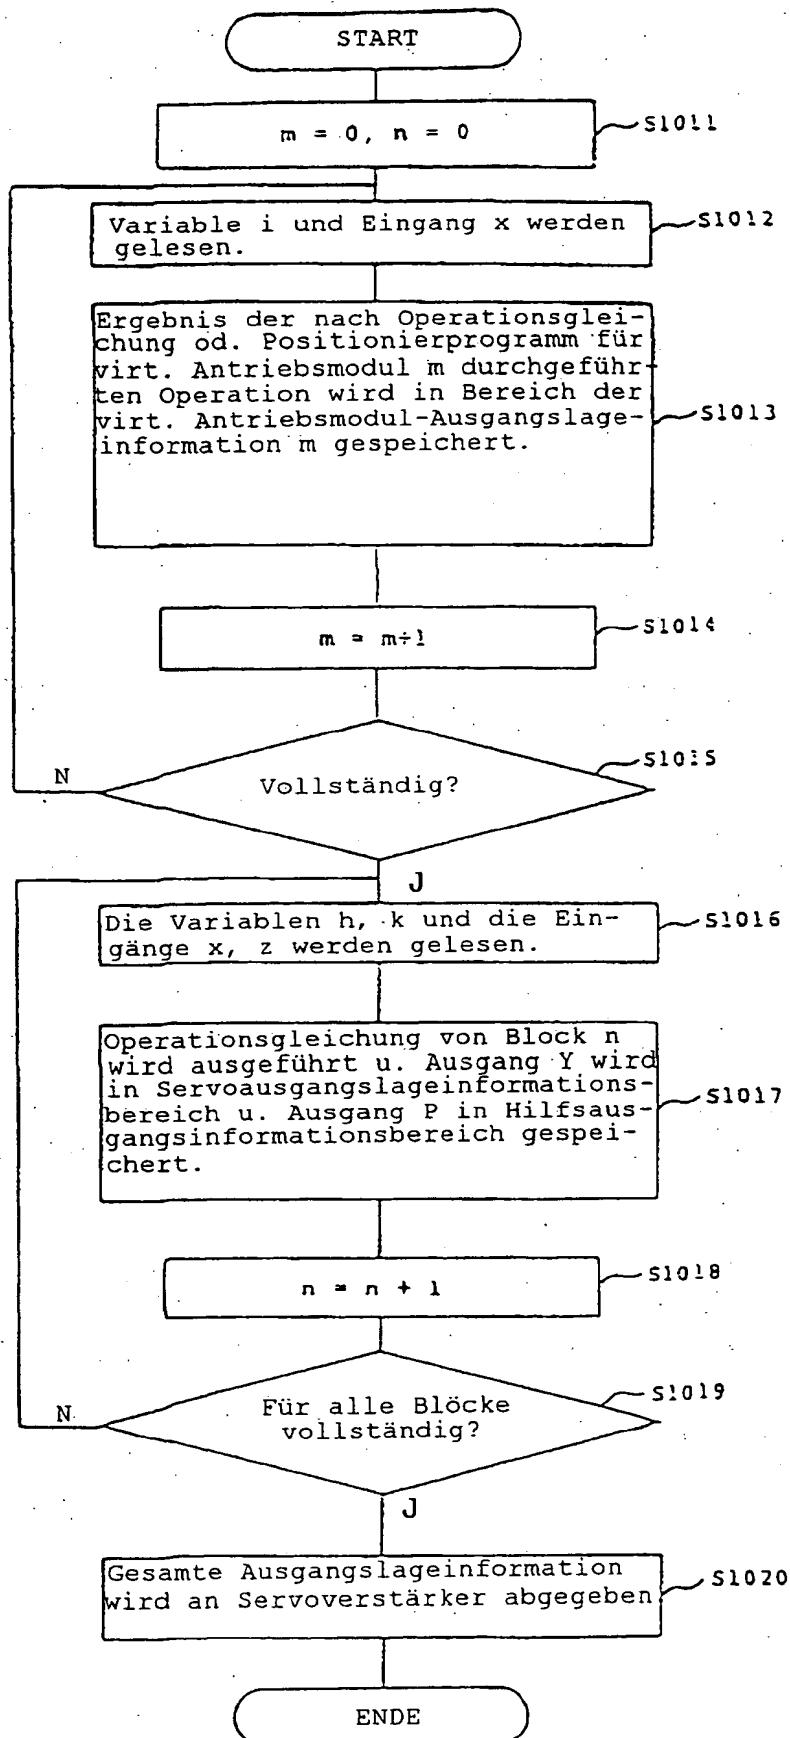 START
m = 0, n = 0
S1011
Variable i und Eingang x werden
gelesen.
S1012
Ergebnis der nach Operationsglei-
chung od. Positionierprogramm für
virt. Antriebsmodul m durchgeführ-
ten Operation wird in Bereich der
virt. Antriebsmodul-Ausgangslage-
information m gespeichert.
S1013
m = m+1
S1014
Vollständig?
S1015
N
J
Die Variablen h, k und die Ein-
gänge x, z werden gelesen.
S1016
Operationsgleichung von Block n
wird ausgeführt u. Ausgang Y wird
in Servoausgangslageinformations-
bereich u. Ausgang P in Hilfsaus-
gangsinformationsbereich gespei-
chert.
S1017
n = n + 1
S1018
Für alle Blöcke
vollständig?
S1019
N
J
Gesamte Ausgangslageinformation
wird an Servoverstärker abgegeben
S1020
ENDE